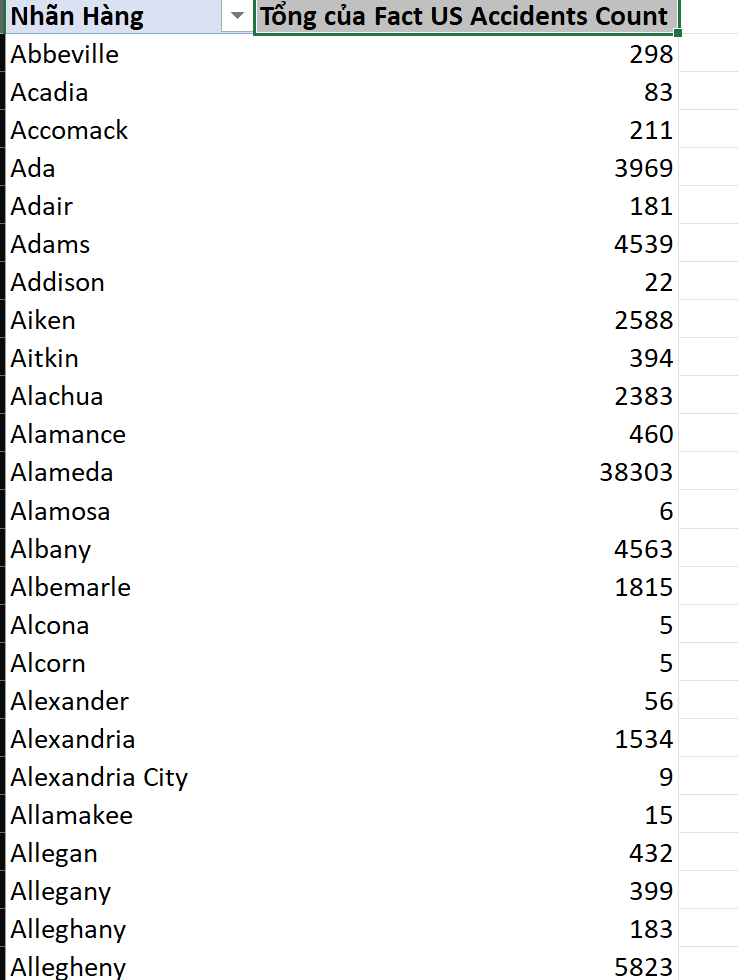 Nhãn Hàng Tổng của Fact US Accidents Count
Abbeville 298
Acadia 83
Accomack 211
Ada 3969
Adair 181
Adams 4539
Addison 22
Aiken 2588
Aitkin 394
Alachua 2383
Alamance 460
Alameda 38303
Alamosa 6
Albany 4563
Albemarle 1815
Alcona 5
Alcorn 5
Alexander 56
Alexandria 1534
Alexandria City 9
Allamakee 15
Allegan 432
Allegany 399
Alleghany 183
Allegheny 5823